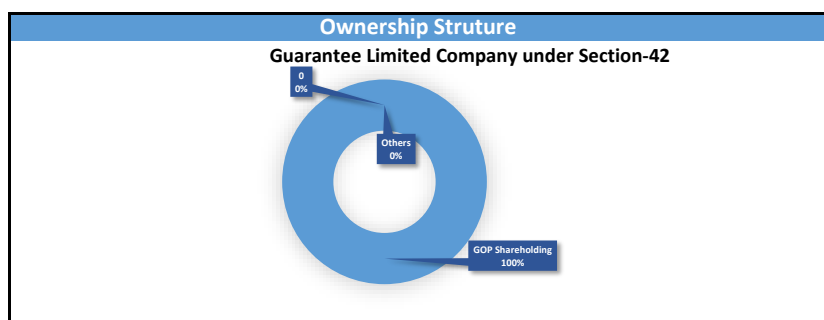 Ownership Struture
Guarantee Limited Company under Section-42
0
0%
Others
0%
GOP Shareholding
100%